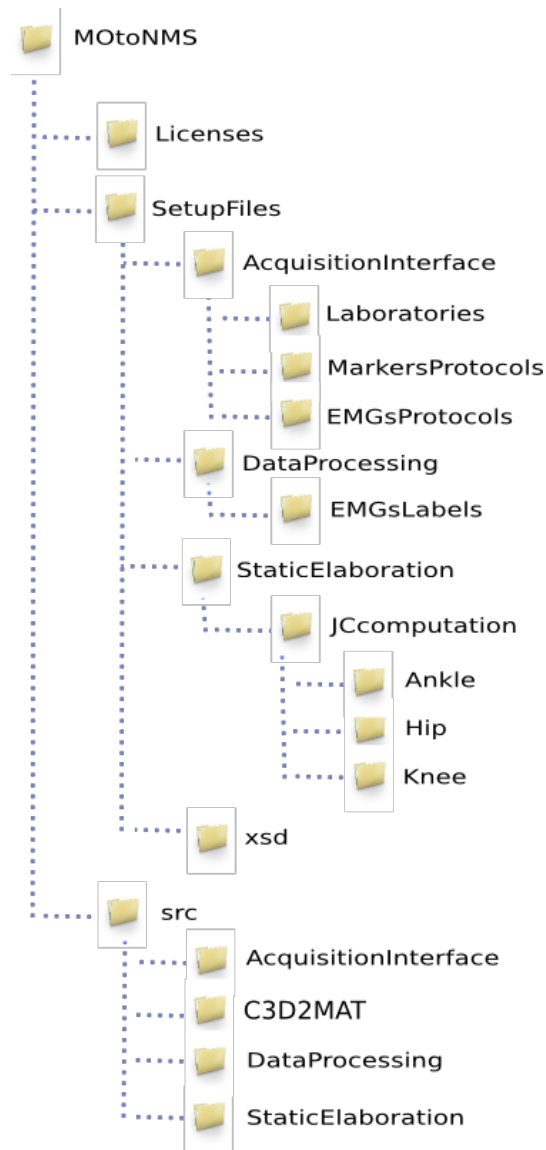 MOtoNMS
Licenses
SetupFiles
AcquisitionInterface
Laboratories
MarkersProtocols
EMGsProtocols
DataProcessing
EMGsLabels
StaticElaboration
JCcomputation
Ankle
Hip
Knee
xsd
src
AcquisitionInterface
C3D2MAT
DataProcessing
StaticElaboration